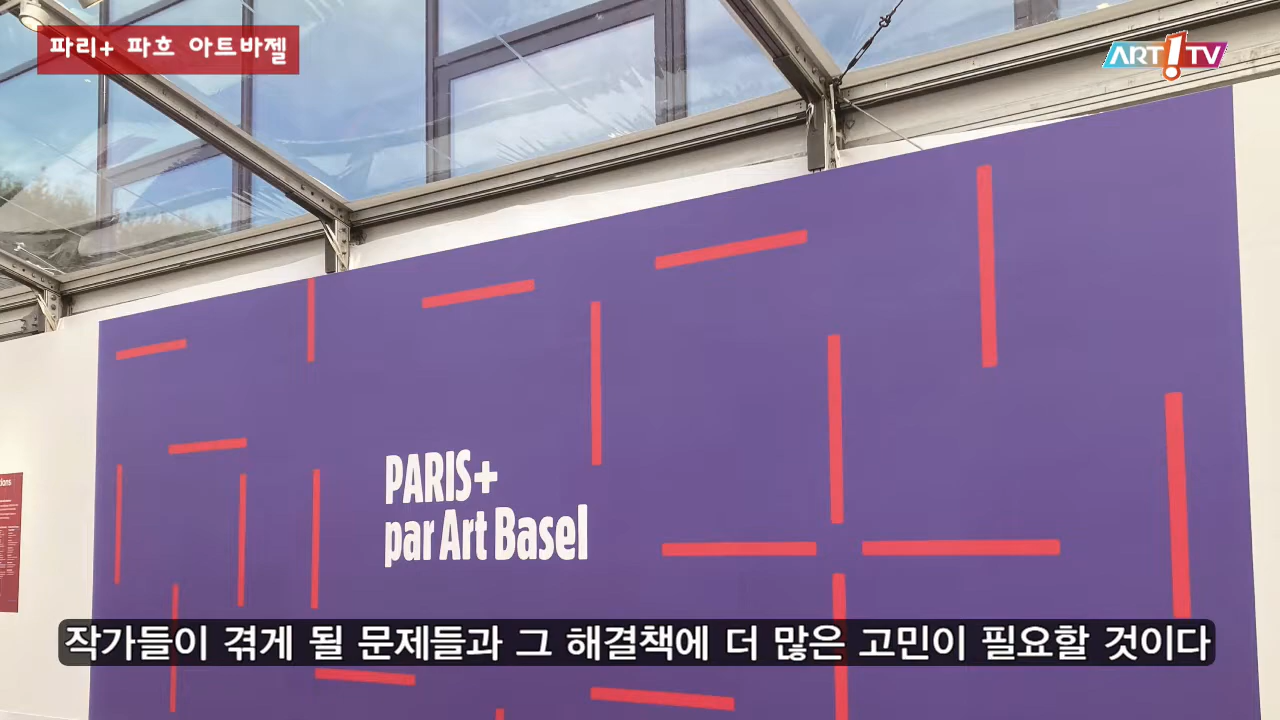 파리+ 파흐 아트바젤
ART!TV
PARIS+
par Art Basel
작가들이 겪게 될 문제들과 그 해결책에 더 많은 고민이 필요할 것이다